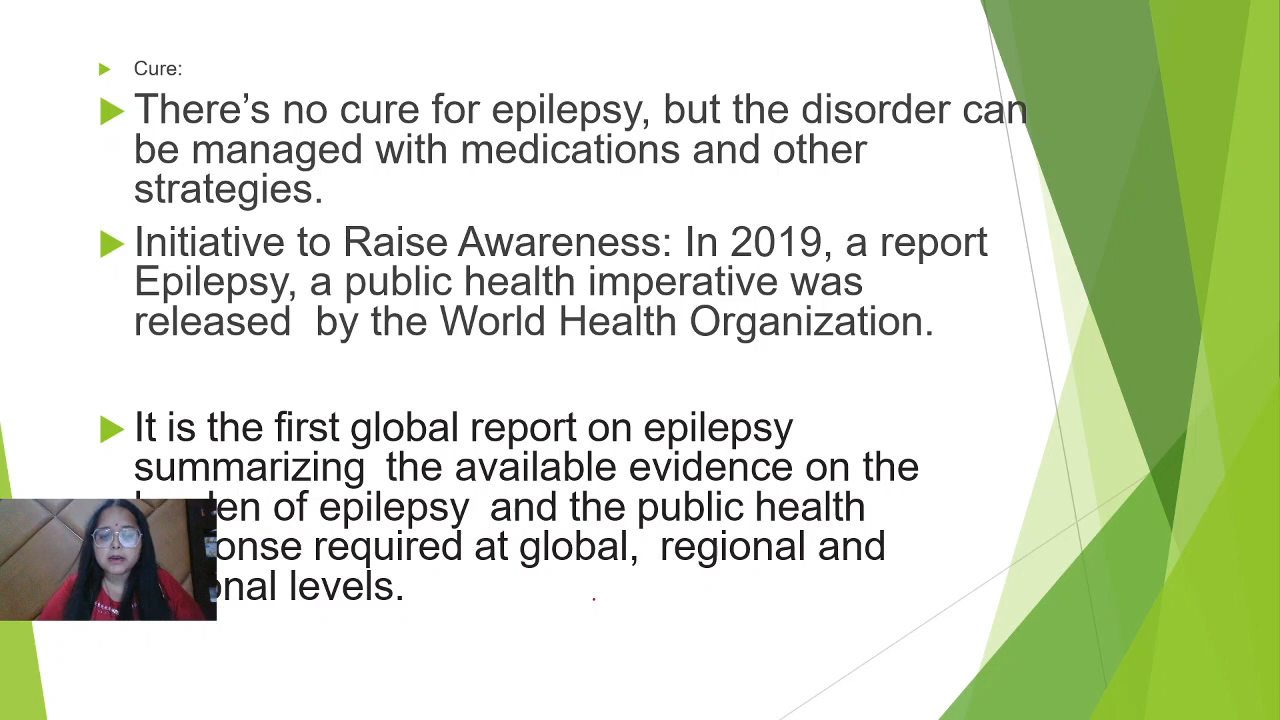 Cure:
There’s no cure for epilepsy, but the disorder can
be managed with medications and other
strategies.
Initiative to Raise Awareness: In 2019, a report
Epilepsy, a public health imperative was
released by the World Health Organization.
It is the first global report on epilepsy
summarizing the available evidence on the
of epilepsy and the public health
required at global, regional and
levels.